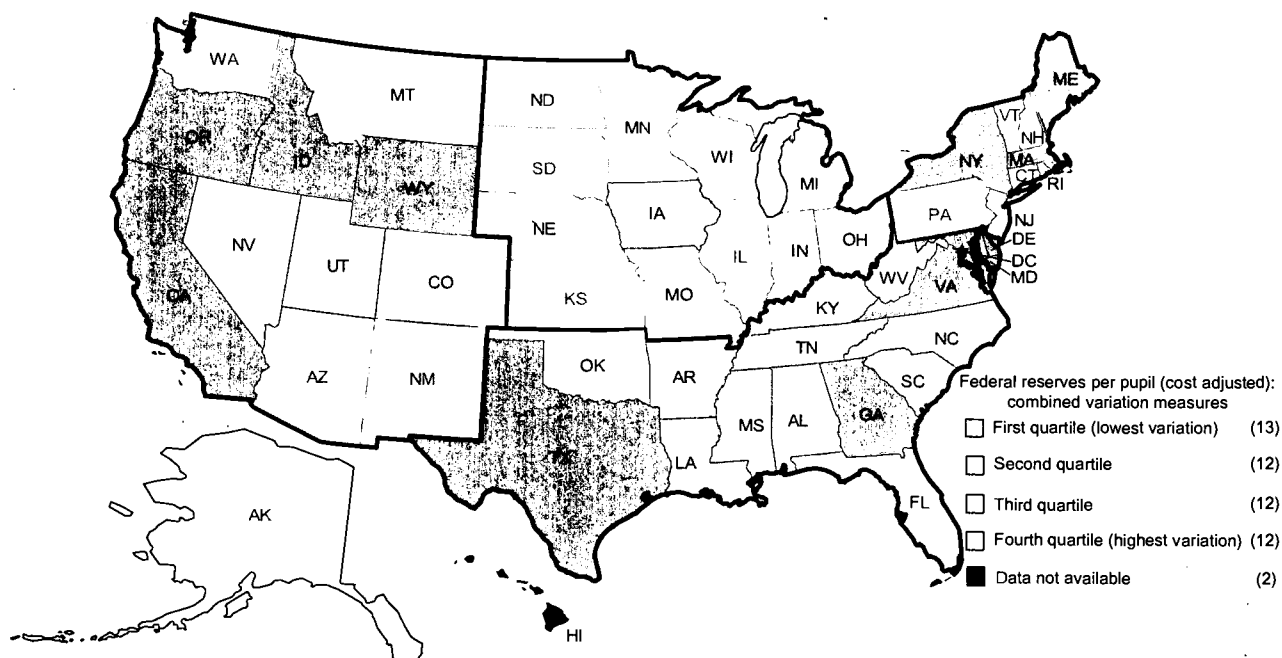 WA
MT
ND
MN
ME
VT
NH
OR
ID
WY
SD
WI
MI
NY
MA
CT
RI
NV
UT
CO
NE
IA
IL
IN
OH
PA
NJ
DE
DC
MD
CA
KS
MO
KY
WV
VA
AZ
NM
OK
AR
TN
NC
SC
MS
AL
GA
LA
FL
AK
HI
Federal reserves per pupil (cost adjusted):
combined variation measures
First quartile (lowest variation) (13)
Second quartile (12)
Third quartile (12)
Fourth quartile (highest variation) (12)
Data not available (2)